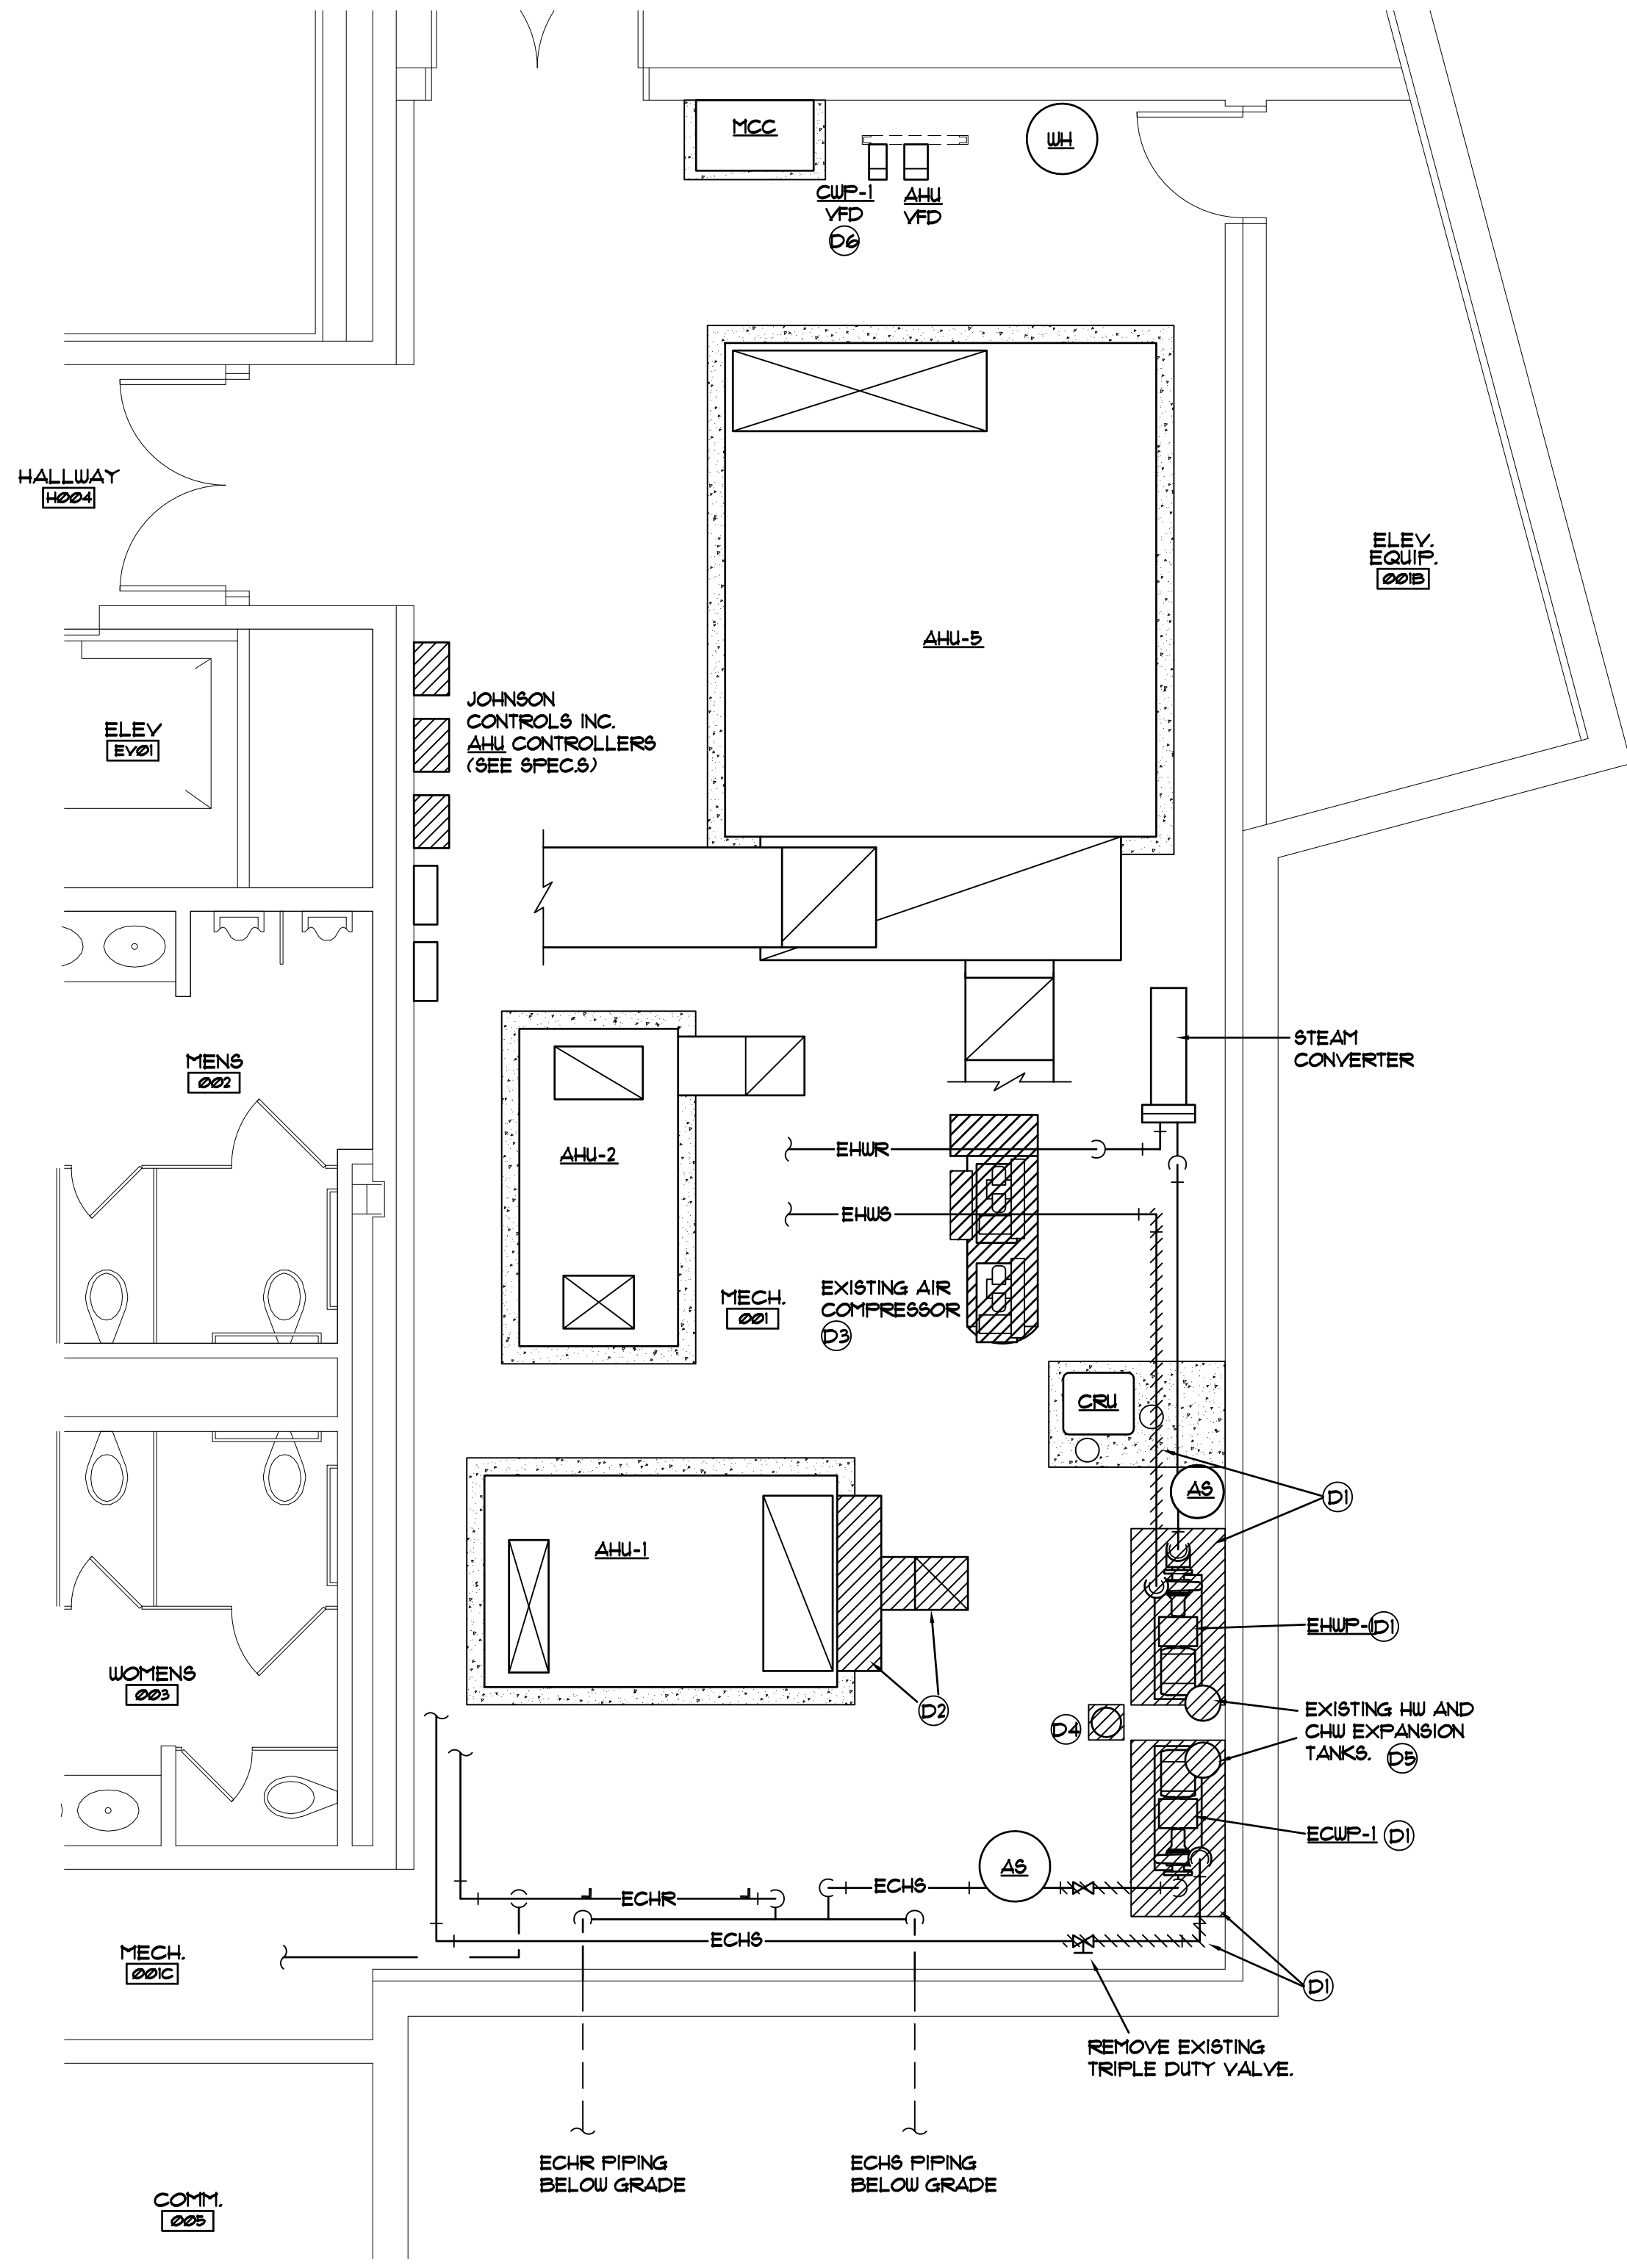 MCC
WH
CWP-1
VFD
D6
AHU
VFD
HALLWAY
H004
ELEV.
EQUIP.
001B
AHU-5
JOHNSON
CONTROLS INC.
AHU CONTROLLERS
(SEE SPEC.S)
ELEV
EV01
STEAM
CONVERTER
MENS
002
AHU-2
EHWR
EHWS
MECH.
001
EXISTING AIR
COMPRESSOR
D3
CRU
AS
D1
AHU-1
EHWP-1
D1
WOMENS
003
D2
D4
EXISTING HW AND
CHW EXPANSION
TANKS.
D5
ECWP-1
D1
AS
ECHS
ECHR
ECHS
MECH.
001C
D1
REMOVE EXISTING
TRIPLE DUTY VALVE.
ECHR PIPING
BELOW GRADE
ECHS PIPING
BELOW GRADE
COMM.
005